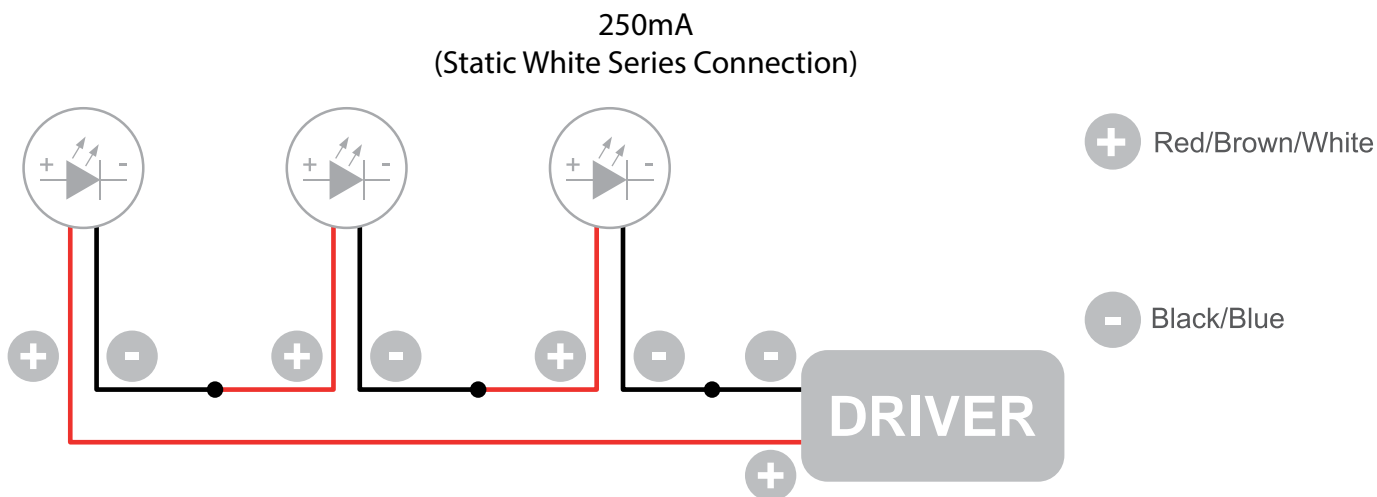 250mA
(Static White Series Connection)
+ -
+ -
+ -
+ Red/Brown/White
- Black/Blue
+ - + - + - -
DRIVER
+